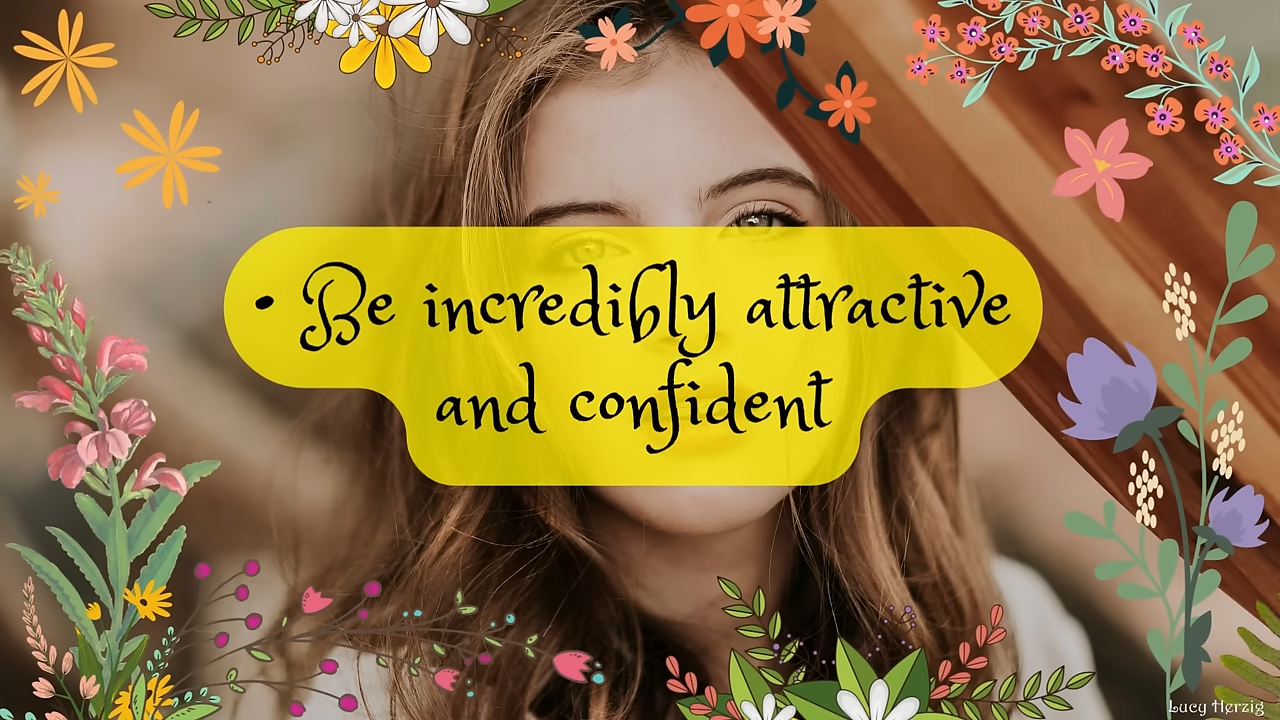 • Be incredibly attractive
and confident
Lucy Herzig